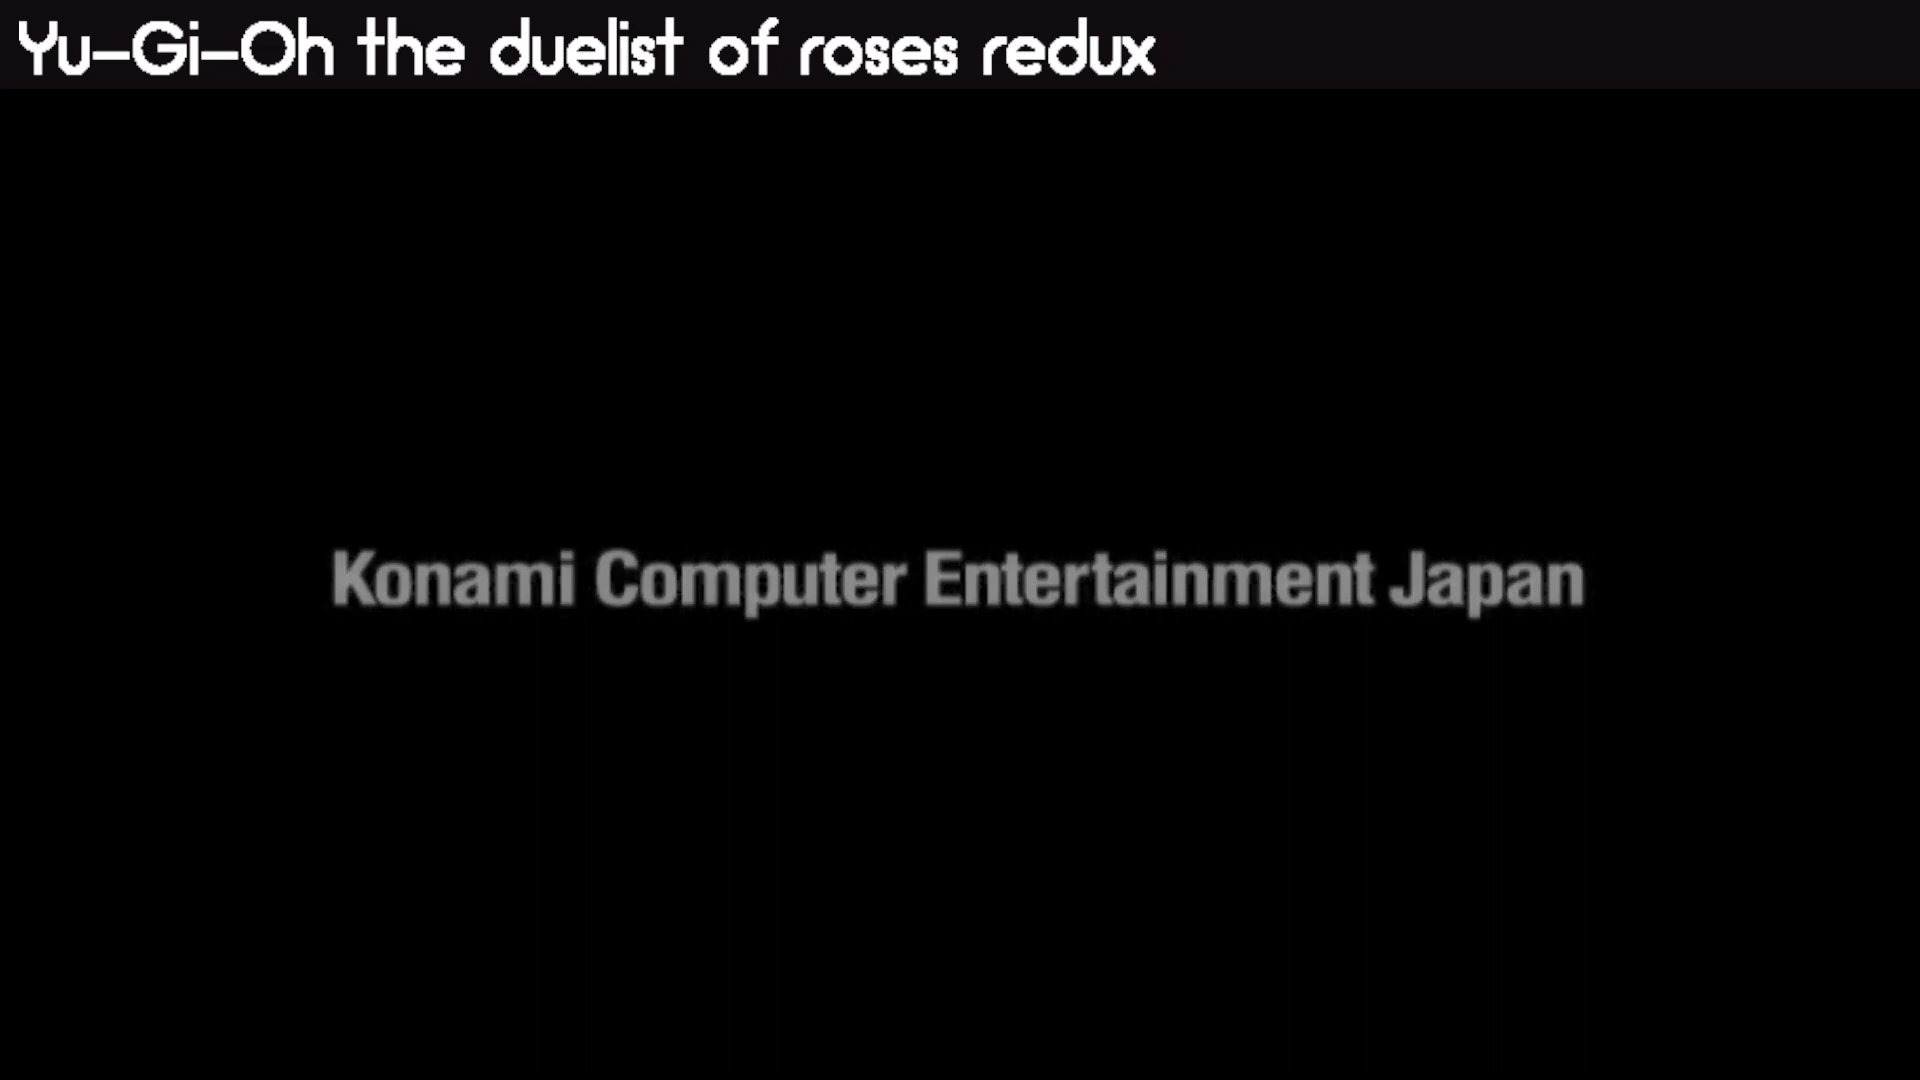 Yu-Gi-Oh the duelist of roses redux
Konami Computer Entertainment Japan